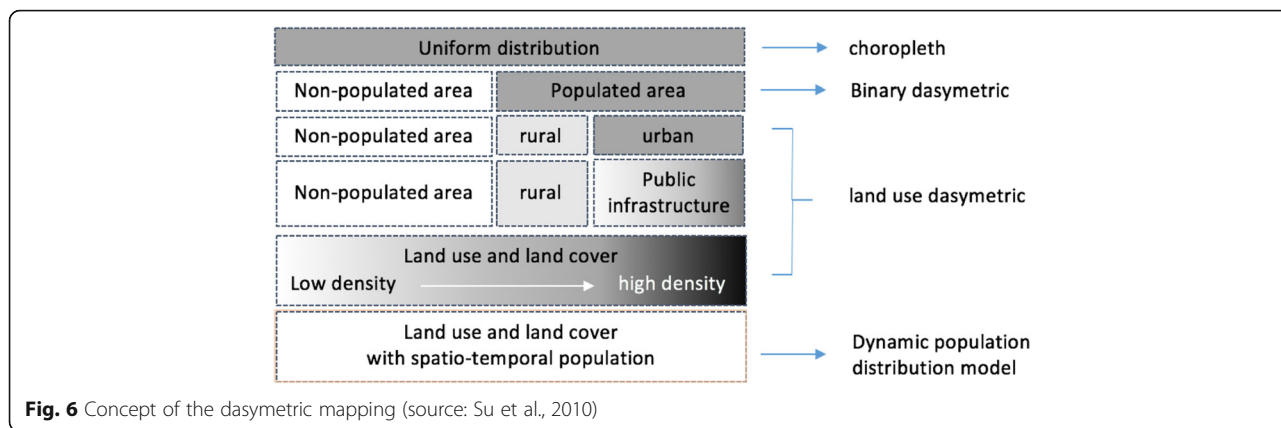 Uniform distribution
choropleth
Non-populated area
Populated area
Binary dasymetric
Non-populated area
rural
urban
Non-populated area
rural
Public
infrastructure
land use dasymetric
Land use and land cover
Low density
high density
Land use and land cover
with spatio-temporal population
Dynamic population
distribution model
Fig. 6 Concept of the dasymetric mapping (source: Su et al., 2010)